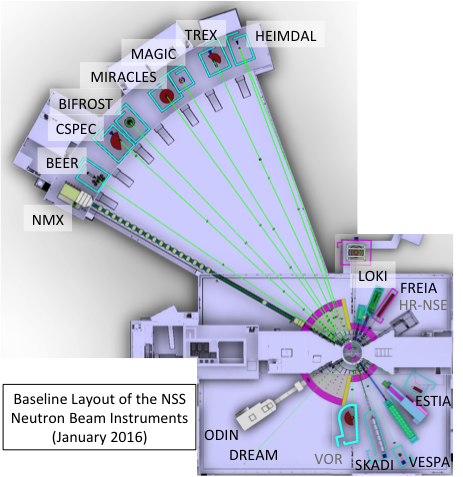 TREX
HEIMDAL
MAGIC
MIRACLES
BIFROST
CSPEC
BEER
NMX
LOKI
FREIA
HR-NSE
ESTIA
Baseline Layout of the NSS
Neutron Beam Instruments
(January 2016)
ODIN
DREAM
VOR
SKADI
VESPA